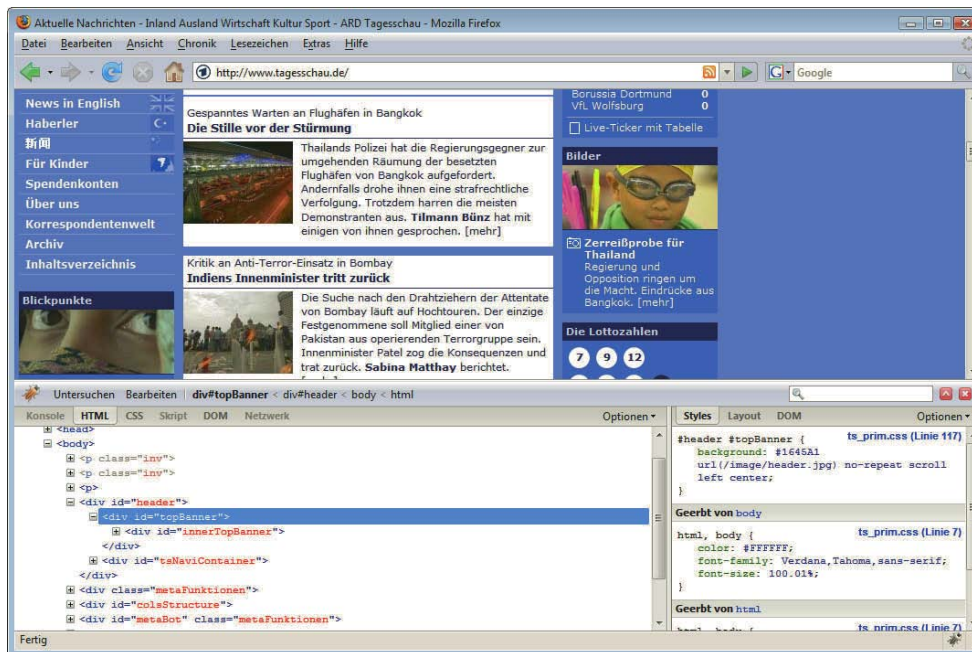 Aktuelle Nachrichten - Inland Ausland Wirtschaft Kultur Sport - ARD Tagesschau - Mozilla Firefox
Datei Bearbeiten Ansicht Chronik Lesezeichen Extras Hilfe
http://www.tagesschau.de/
G Google
News in English
Haberler
新闻
Für Kinder
Spendenkonten
Über uns
Korrespondentenwelt
Archiv
Inhaltsverzeichnis
Blickpunkte
Gespanntes Warten an Flughäfen in Bangkok
Die Stille vor der Stürmung
Thailands Polizei hat die Regierungsgegner zur
umgehenden Räumung der besetzten
Flughäfen von Bangkok aufgefordert.
Andernfalls drohe ihnen eine strafrechtliche
Verfolgung. Trotzdem harren die meisten
Demonstranten aus. Tilmann Bünz hat mit
einigen von ihnen gesprochen. [mehr]
Kritik an Anti-Terror-Einsatz in Bombay
Indiens Innenminister tritt zurück
Die Suche nach den Drahtziehern der Attentate
von Bombay läuft auf Hochtouren. Der einzige
Festgenommene soll Mitglied einer von
Pakistan aus operierenden Terrorgruppe sein.
Innenminister Patel zog die Konsequenzen und
trat zurück. Sabina Matthay berichtet.
Borussia Dortmund 0
VfL Wolfsburg 0
Live-Ticker mit Tabelle
Bilder
Zerreißprobe für
Thailand
Regierung und
Opposition ringen um
die Macht. Eindrücke aus
Bangkok. [mehr]
Die Lottozahlen
7 9 12
Untersuchen Bearbeiten div#topBanner < div#header < body < html
Konsole HTML CSS Skript DOM Netzwerk Optionen
<head>
<body>
<p class="inv">
<p class="inv">
<p>
<div id="header">
<div id="topBanner">
<div id="innerTopBanner">
</div>
<div id="tsNaviContainer">
</div>
<div class="metaFunktionen">
<div id="colsStructure">
<div id="metaBot" class="metaFunktionen">
Styles Layout DOM Optionen
#header #topBanner { ts_prim.css (Linie 117)
background: #1645A1
url(/image/header.jpg) no-repeat scroll
left center;
}
Geerbt von body
html, body { ts_prim.css (Linie 7)
color: #FFFFFF;
font-family: Verdana,Tahoma,sans-serif;
font-size: 100.01%;
}
Geerbt von html
html, body { ts_prim.css (Linie 7)
Fertig